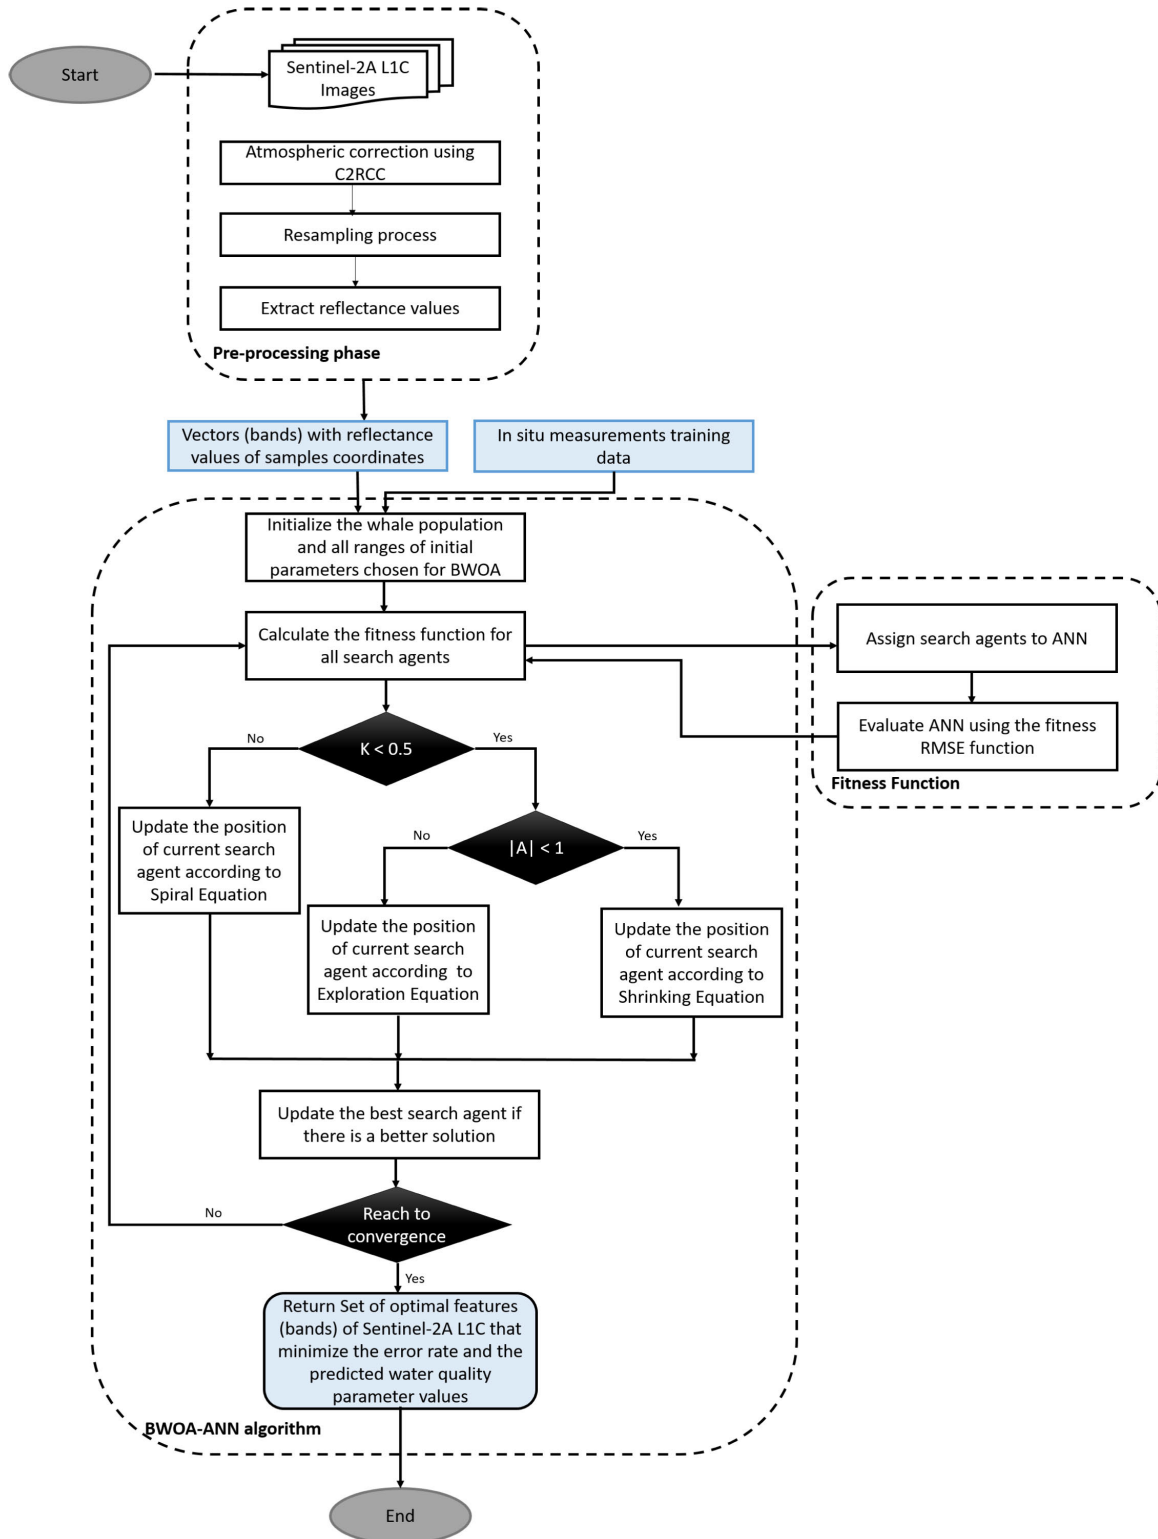 Start
Sentinel-2A L1C
Images
Atmospheric correction using
C2RCC
Resampling process
Extract reflectance values
Pre-processing phase
Vectors (bands) with reflectance
values of samples coordinates
In situ measurements training
data
Initialize the whale population
and all ranges of initial
parameters chosen for BWOA
Calculate the fitness function for
all search agents
Assign search agents to ANN
Evaluate ANN using the fitness
RMSE function
Fitness Function
No
K < 0.5
Yes
Update the position
of current search
agent according to
Spiral Equation
No
|A| < 1
Yes
Update the position
of current search
agent according to
Exploration Equation
Update the position
of current search
agent according to
Shrinking Equation
Update the best search agent if
there is a better solution
No
Reach to
convergence
Yes
Return Set of optimal features
(bands) of Sentinel-2A L1C that
minimize the error rate and the
predicted water quality
parameter values
BWOA-ANN algorithm
End